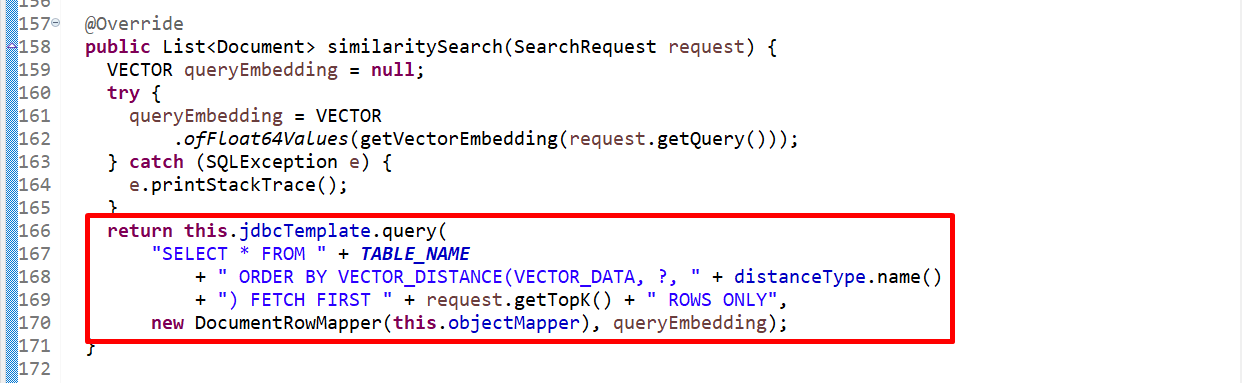 156
157 @Override
158 public List<Document> similaritySearch(SearchRequest request) {
159 VECTOR queryEmbedding = null;
160 try {
161 queryEmbedding = VECTOR
162 .ofFloat64Values(getVectorEmbedding(request.getQuery()));
163 } catch (SQLException e) {
164 e.printStackTrace();
165 }
166 return this.jdbcTemplate.query(
167 "SELECT * FROM " + TABLE_NAME
168 + " ORDER BY VECTOR_DISTANCE(VECTOR_DATA, ?, " + distanceType.name()
169 + ") FETCH FIRST " + request.getTopK() + " ROWS ONLY",
170 new DocumentRowMapper(this.objectMapper), queryEmbedding);
171 }
172